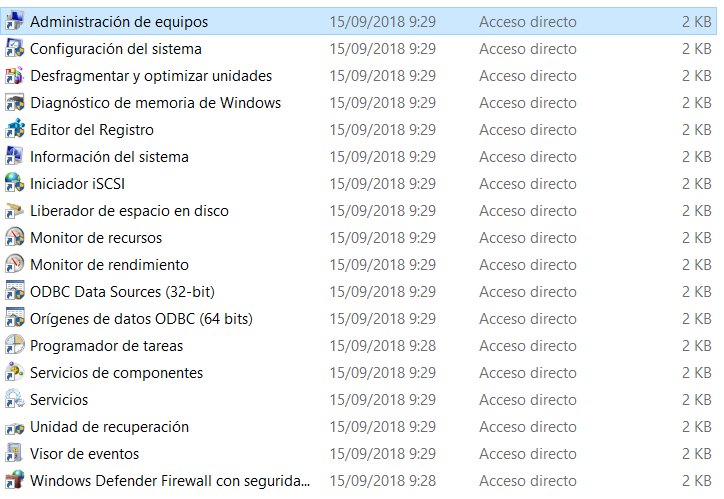 Administración de equipos 15/09/2018 9:29 Acceso directo 2 KB
Configuración del sistema 15/09/2018 9:29 Acceso directo 2 KB
Desfragmentar y optimizar unidades 15/09/2018 9:29 Acceso directo 2 KB
Diagnóstico de memoria de Windows 15/09/2018 9:29 Acceso directo 2 KB
Editor del Registro 15/09/2018 9:29 Acceso directo 2 KB
Información del sistema 15/09/2018 9:29 Acceso directo 2 KB
Iniciador iSCSI 15/09/2018 9:29 Acceso directo 2 KB
Liberador de espacio en disco 15/09/2018 9:29 Acceso directo 2 KB
Monitor de recursos 15/09/2018 9:29 Acceso directo 2 KB
Monitor de rendimiento 15/09/2018 9:29 Acceso directo 2 KB
ODBC Data Sources (32-bit) 15/09/2018 9:29 Acceso directo 2 KB
Orígenes de datos ODBC (64 bits) 15/09/2018 9:29 Acceso directo 2 KB
Programador de tareas 15/09/2018 9:28 Acceso directo 2 KB
Servicios de componentes 15/09/2018 9:29 Acceso directo 2 KB
Servicios 15/09/2018 9:29 Acceso directo 2 KB
Unidad de recuperación 15/09/2018 9:29 Acceso directo 2 KB
Visor de eventos 15/09/2018 9:29 Acceso directo 2 KB
Windows Defender Firewall con segurida... 15/09/2018 9:28 Acceso directo 2 KB